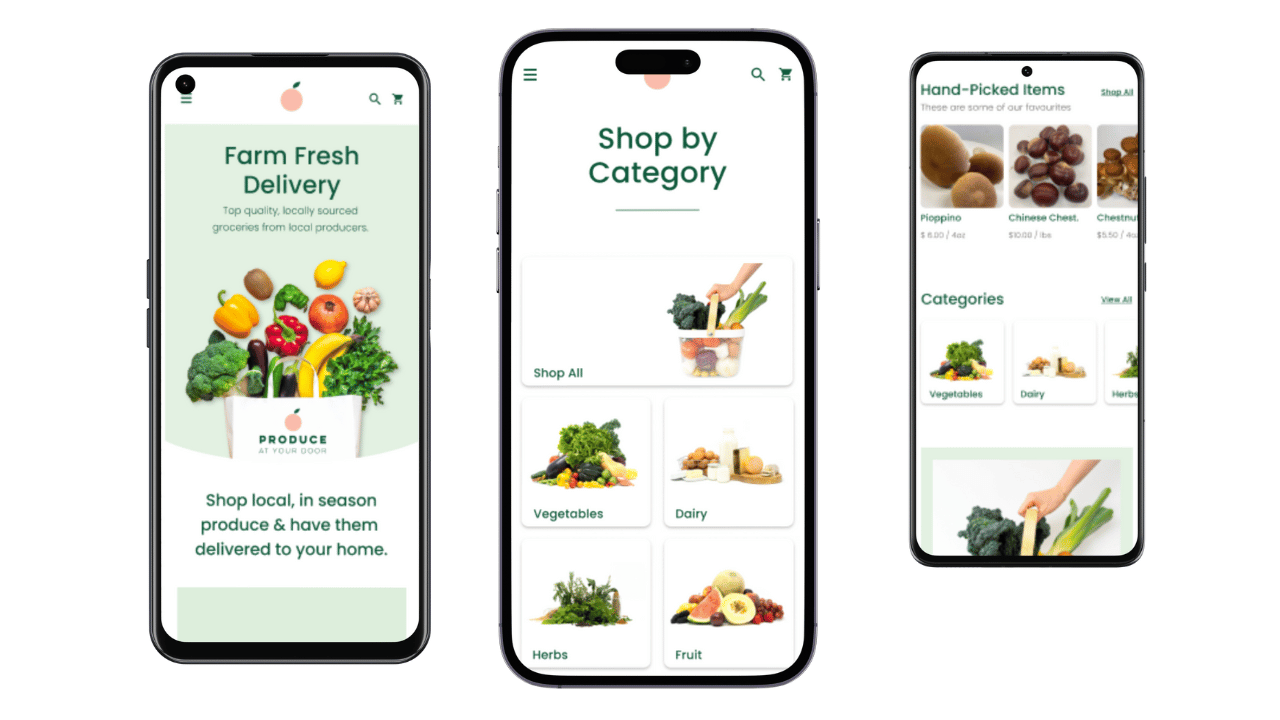 Farm Fresh
Delivery
Top quality, locally sourced
groceries from local producers.
PRODUCE
AT YOUR DOOR
Shop local, in season
produce & have them
delivered to your home.
Shop by
Category
Shop All
Vegetables
Dairy
Herbs
Fruit
Hand-Picked Items
Shop All
These are some of our favourites
Pioppino
Chinese Chest.
Chestnut
$ 6.00 / 4oz
$10.00 / lbs
$5.50 / 4oz
Categories
View All
Vegetables
Dairy
Herbs